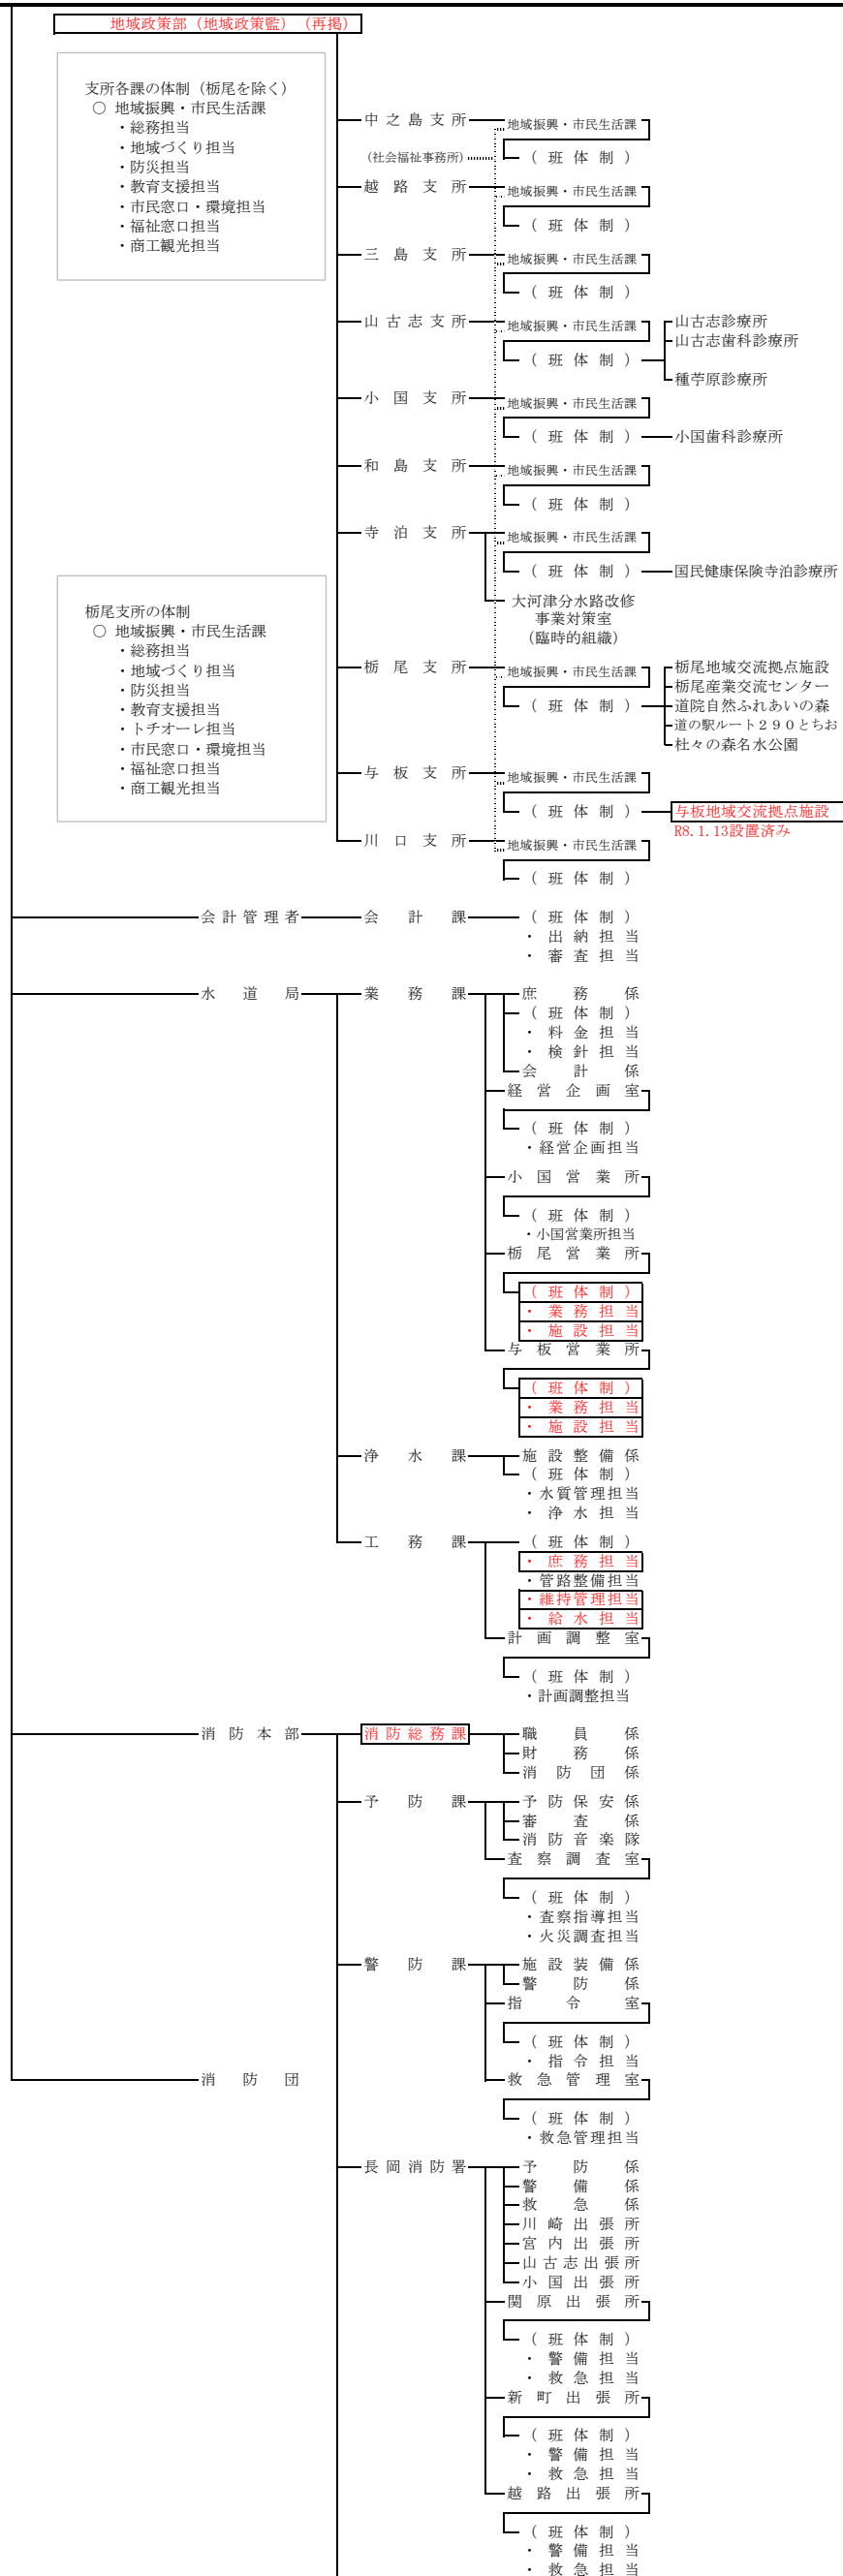 地域政策部（地域政策監）（再掲）
支所各課の体制（栃尾を除く）
○ 地域振興・市民生活課
・総務担当
・地域づくり担当
・防災担当
・教育支援担当
・市民窓口・環境担当
・福祉窓口担当
・商工観光担当
中之島支所 地域振興・市民生活課
（社会福祉事務所） （班体制）
越路支所 地域振興・市民生活課
（班体制）
三島支所 地域振興・市民生活課
（班体制）
山古志支所 地域振興・市民生活課 山古志診療所
山古志歯科診療所
（班体制）
種苧原診療所
小国支所 地域振興・市民生活課
（班体制） 小国歯科診療所
和島支所 地域振興・市民生活課
（班体制）
寺泊支所 地域振興・市民生活課
（班体制） 国民健康保険寺泊診療所
大河津分水路改修
事業対策室
（臨時的組織）
栃尾支所の体制
○ 地域振興・市民生活課
・総務担当
・地域づくり担当
・防災担当
・教育支援担当
・トチオーレ担当
・市民窓口・環境担当
・福祉窓口担当
・商工観光担当
栃尾支所 地域振興・市民生活課 栃尾地域交流拠点施設
栃尾産業交流センター
（班体制） 道院自然ふれあいの森
道の駅ルート２９０とちお
杜々の森名水公園
与板支所 地域振興・市民生活課
（班体制） 与板地域交流拠点施設
R8.1.13設置済み
川口支所 地域振興・市民生活課
（班体制）
会計管理者 会計課 （班体制）
・出納担当
・審査担当
水道局 業務課 庶務係
（班体制）
・料金担当
・検針担当
会計係
経営企画室
（班体制）
・経営企画担当
小国営業所
（班体制）
・小国営業所担当
栃尾営業所
（班体制）
・業務担当
・施設担当
与板営業所
（班体制）
・業務担当
・施設担当
浄水課 施設整備係
（班体制）
・水質管理担当
・浄水担当
工務課 （班体制）
・庶務担当
・管路整備担当
・維持管理担当
・給水担当
計画調整室
（班体制）
・計画調整担当
消防本部 消防総務課 職員係
財務係
消防団係
予防課 予防保安係
審査係
消防音楽隊
査察調査室
（班体制）
・査察指導担当
・火災調査担当
警防課 施設装備係
警防係
指令室
（班体制）
・指令担当
消防団 救急管理室
（班体制）
・救急管理担当
長岡消防署 予防係
警備係
救急係
川崎出張所
宮内出張所
山古志出張所
小国出張所
関原出張所
（班体制）
・警備担当
・救急担当
新町出張所
（班体制）
・警備担当
・救急担当
越路出張所
（班体制）
・警備担当
・救急担当